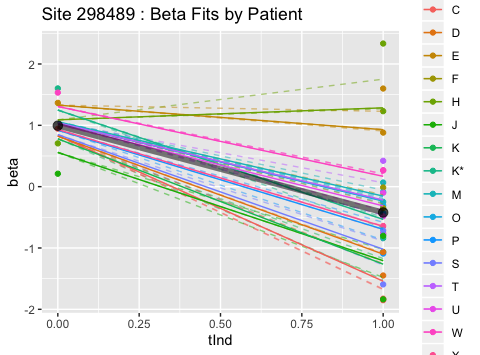 Site 298489 : Beta Fits by Patient
beta
2
1
0
-1
-2
0.00
0.25
0.50
0.75
1.00
tInd
C
D
E
F
H
J
K
K*
M
O
P
S
T
U
W